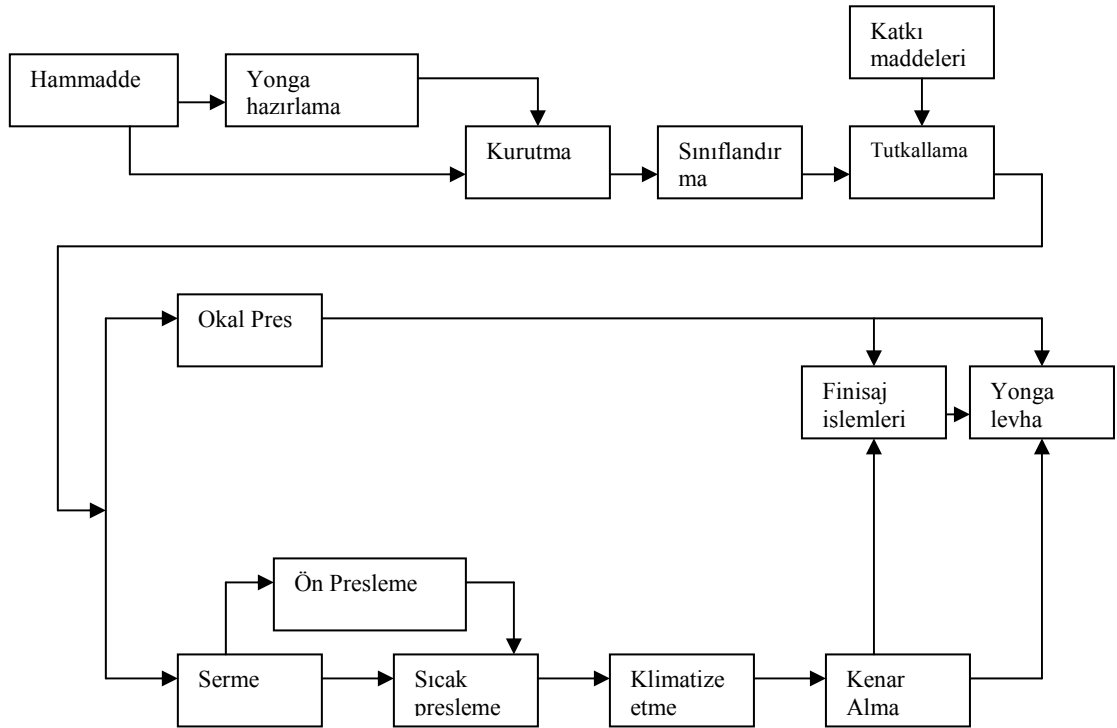 Katkı
maddeleri
Hammadde
Yonga
hazırlama
Kurutma
Sınıflandır
ma
Tutkallama
Okal Pres
Finisaj
islemleri
Yonga
levha
Ön Presleme
Serme
Sıcak
presleme
Klimatize
etme
Kenar
Alma